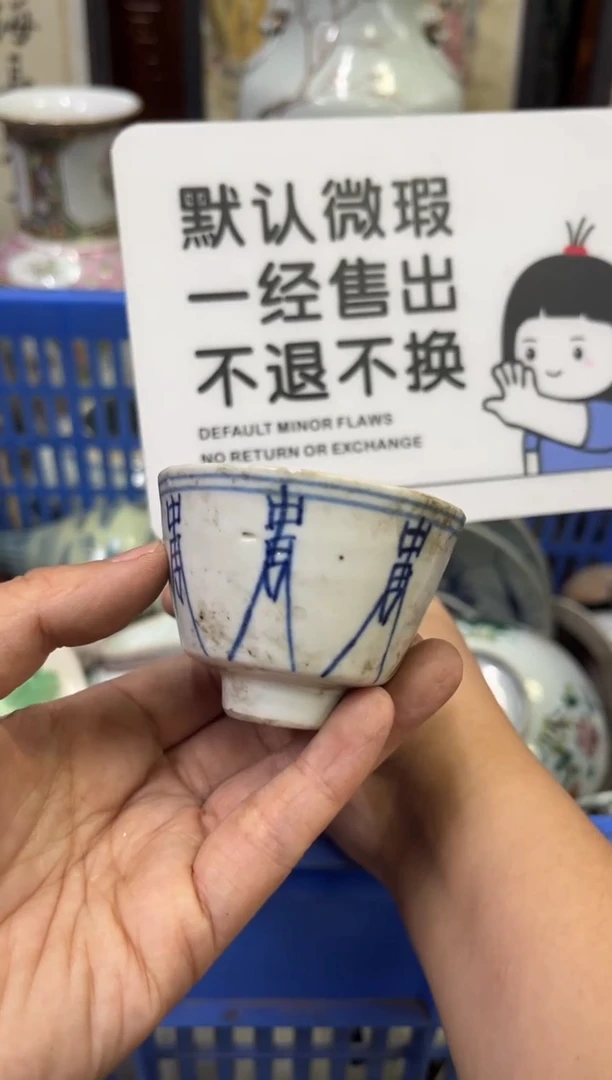 默认微瑕
一经售出
不退不换
DEFAULT MINOR FLAWS
NO RETURN OR EXCHANGE